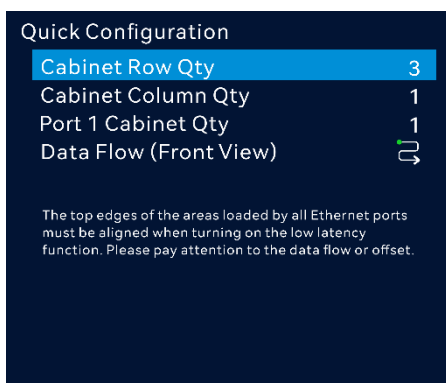 Quick Configuration
Cabinet Row Qty 3
Cabinet Column Qty 1
Port 1 Cabinet Qty 1
Data Flow (Front View)
The top edges of the areas loaded by all Ethernet ports
must be aligned when turning on the low latency
function. Please pay attention to the data flow or offset.